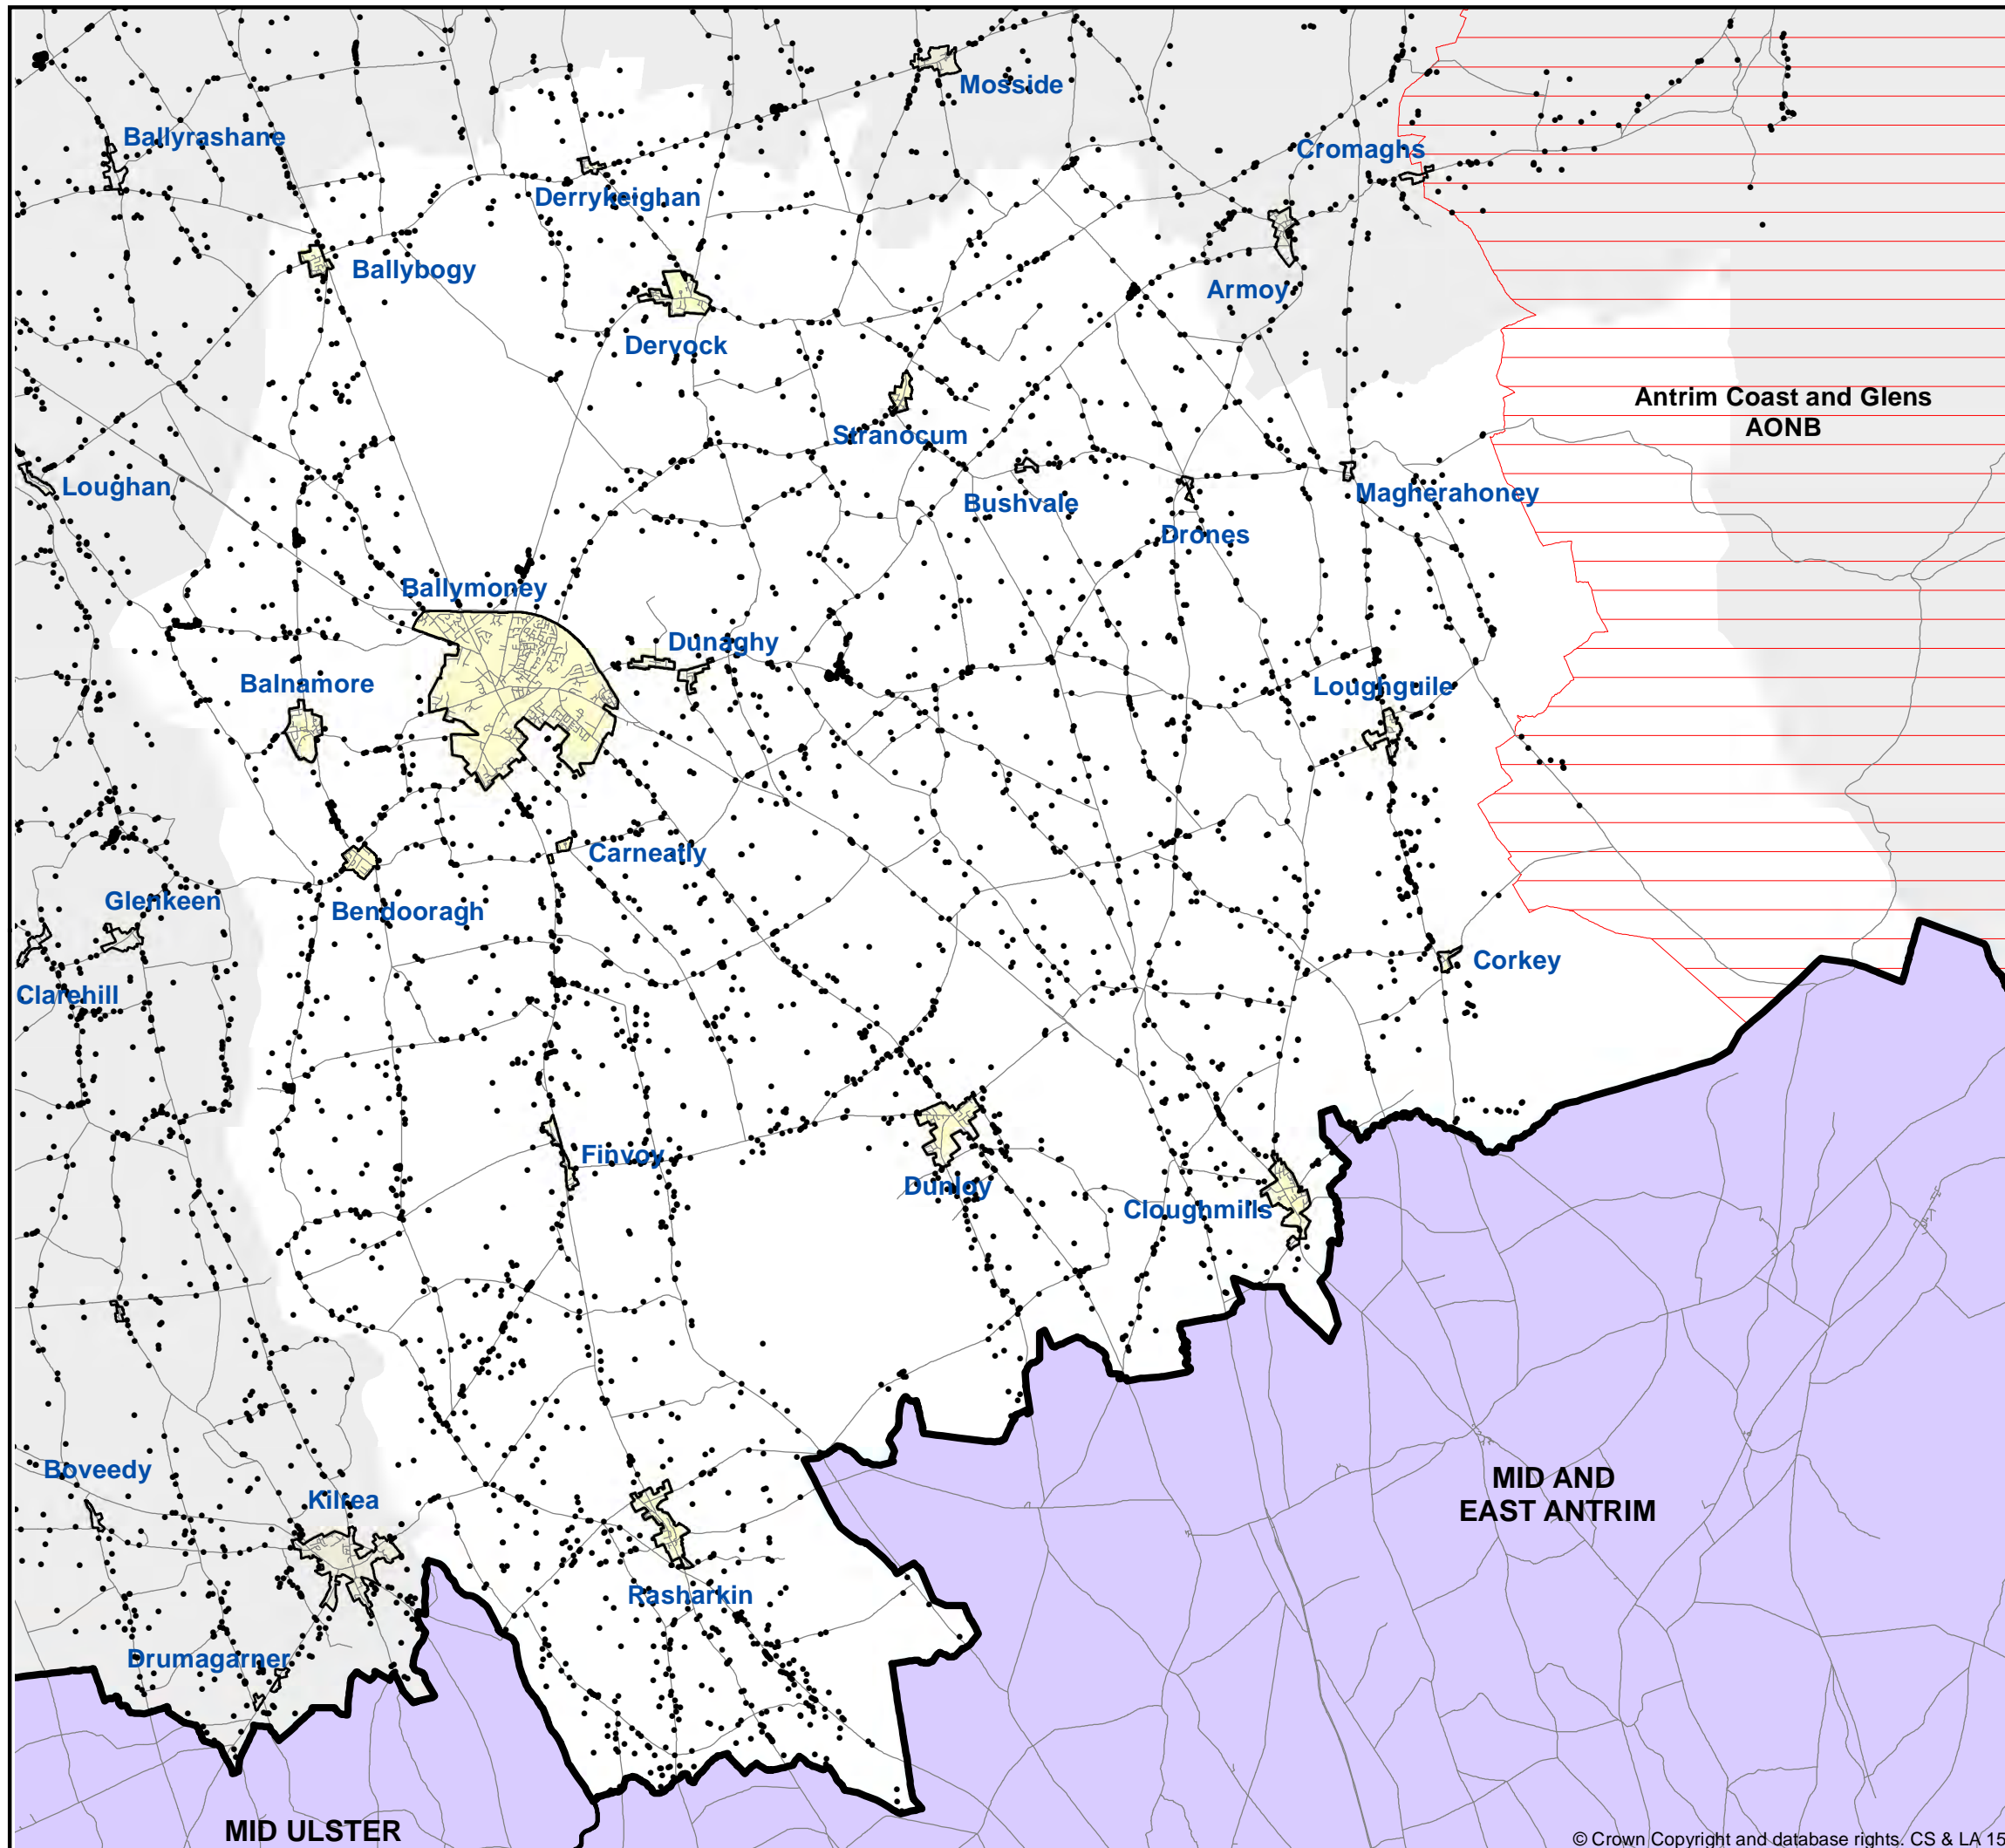 Mosside
Ballyrashane
Cromaghs
Derrykeighan
Ballybogy
Armoy
Dervock
Antrim Coast and Glens
AONB
Stranocum
Loughan
Bushvale
Magherahoney
Drones
Ballymoney
Dunaghy
Balnamore
Loughguile
Carneatly
Glenkeen
Bendooragh
Corkey
Clarehill
Finvoy
Dunloy
Cloughmills
Boveedy
Kilrea
MID AND
EAST ANTRIM
Rasharkin
Drumagarner
MID ULSTER
© Crown Copyright and database rights. CS & LA 15